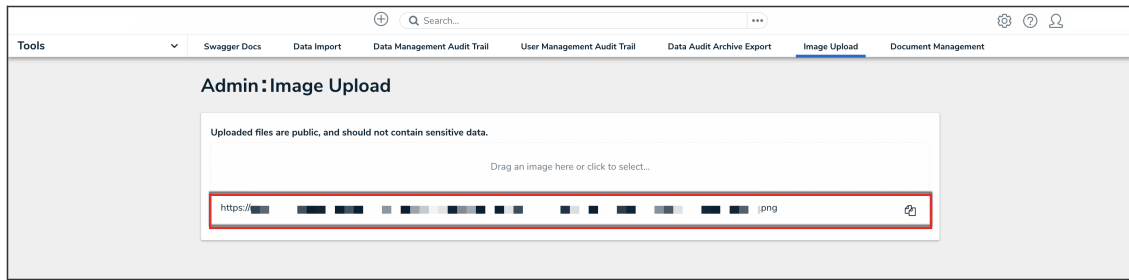 Search...
Tools
Swagger Docs Data Import Data Management Audit Trail User Management Audit Trail Data Audit Archive Export Image Upload Document Management
Admin:Image Upload
Uploaded files are public, and should not contain sensitive data.
Drag an image here or click to select...
https:// .png